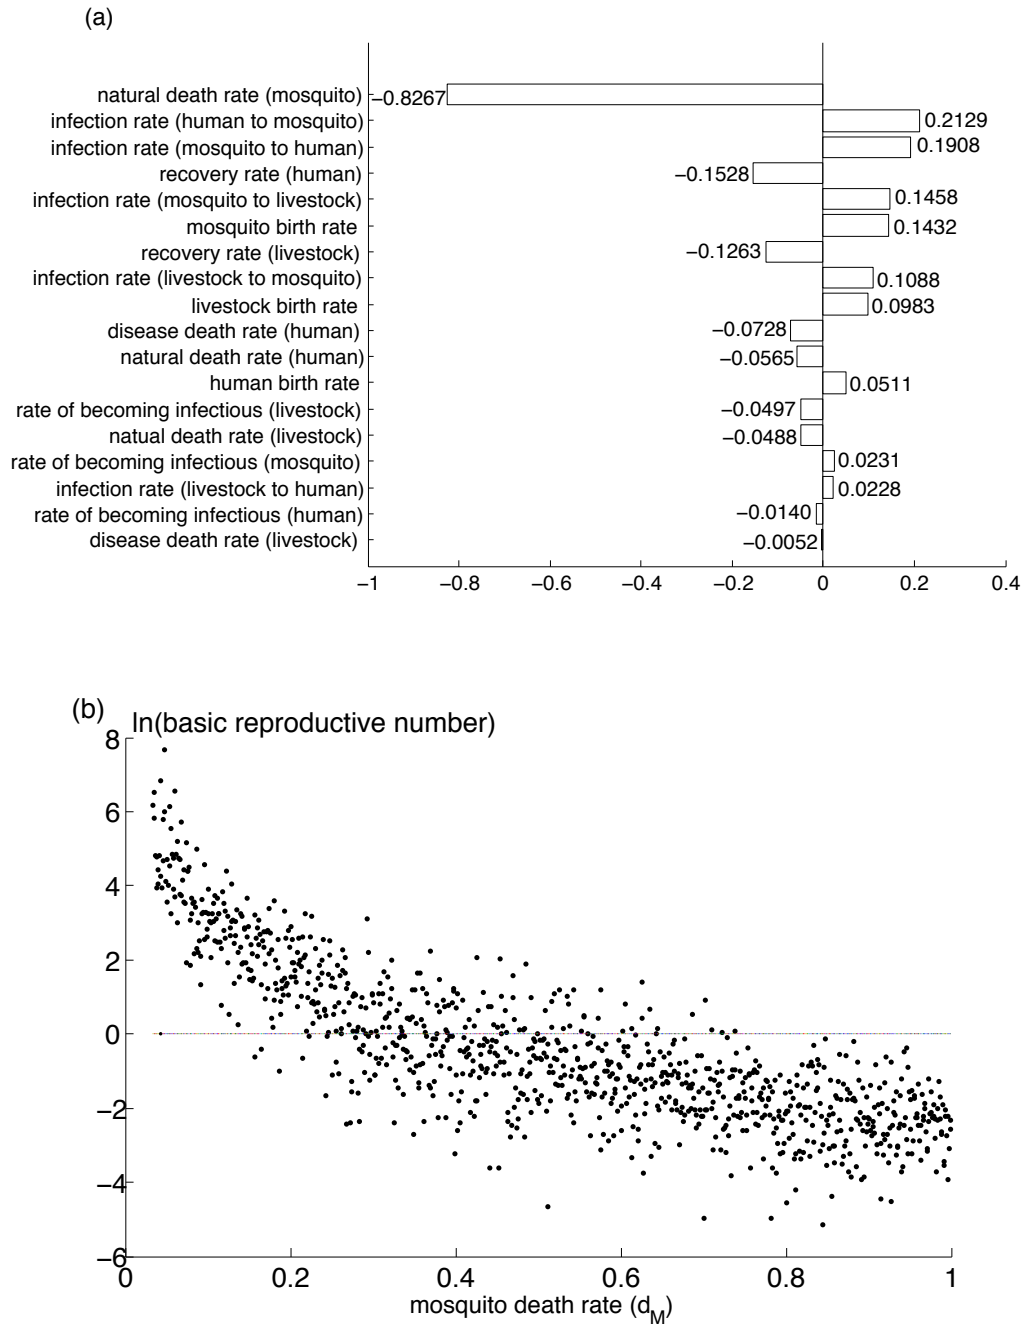 (a)
natural death rate (mosquito) −0.8267
infection rate (human to mosquito) 0.2129
infection rate (mosquito to human) 0.1908
recovery rate (human) −0.1528
infection rate (mosquito to livestock) 0.1458
mosquito birth rate 0.1432
recovery rate (livestock) −0.1263
infection rate (livestock to mosquito) 0.1088
livestock birth rate 0.0983
disease death rate (human) −0.0728
natural death rate (human) −0.0565
human birth rate 0.0511
rate of becoming infectious (livestock) −0.0497
natual death rate (livestock) −0.0488
rate of becoming infectious (mosquito) 0.0231
infection rate (livestock to human) 0.0228
rate of becoming infectious (human) −0.0140
disease death rate (livestock) −0.0052
−1 −0.8 −0.6 −0.4 −0.2 0 0.2 0.4
(b) ln(basic reproductive number)
8
6
4
2
0
−2
−4
−6
0 0.2 0.4 0.6 0.8 1
mosquito death rate (d_M)